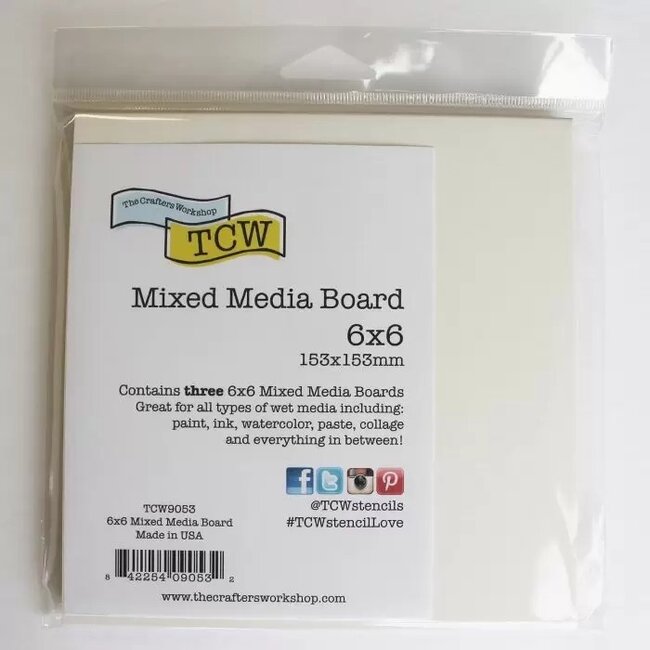 The Crafters Workshop
TCW
Mixed Media Board
6x6
153x153mm
Contains three 6x6 Mixed Media Boards
Great for all types of wet media including:
paint, ink, watercolor, paste, collage
and everything in between!
@TCWstencils
#TCWstencilLove
TCW9053
6x6 Mixed Media Board
Made in USA
8 42254 09053 2
www.thecraftersworkshop.com